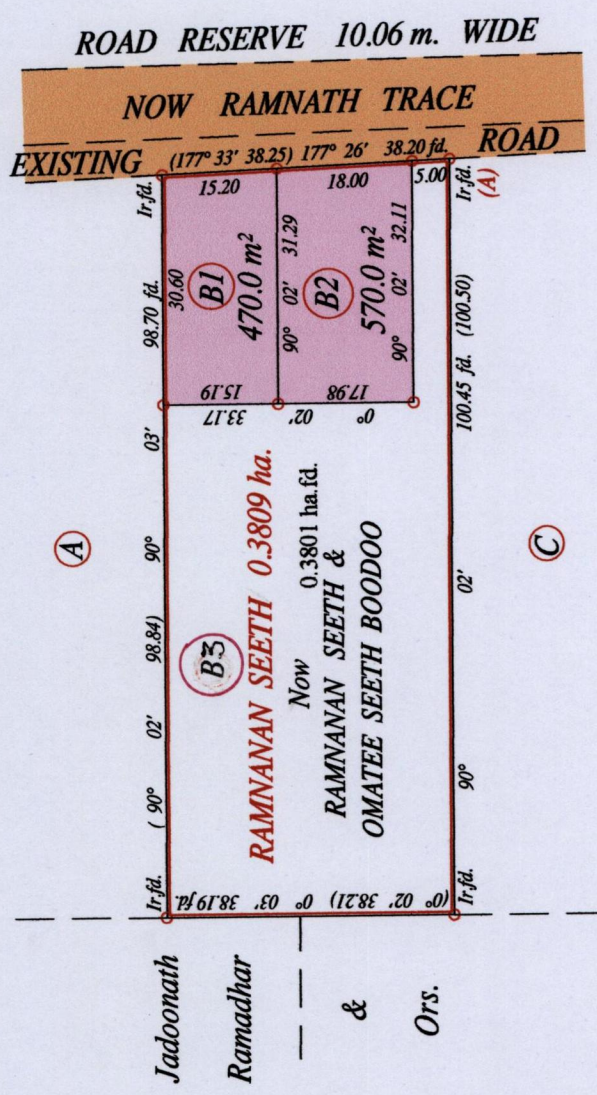 ROAD RESERVE 10.06 m. WIDE
NOW RAMNATH TRACE
EXISTING ROAD
(177° 33' 38.25) 177° 26' 38.20 fd.
15.20
18.00
5.00
Ir.fd.
Ir.fd.
(A)
98.70 fd.
30.60
B1
470.0 m²
31.29
90° 02'
B2
570.0 m²
32.11
90° 02'
100.45 fd. (100.50)
15.19
17.98
33.17
0° 02'
03'
90°
A
C
02'
90°
(90° 02' 98.84)
B3
RAMNANAN SEETH 0.3809 ha.
Now
0.3801 ha.fd.
RAMNANAN SEETH &
OMATEE SEETH BOODOO
Ir.fd.
Ir.fd.
0° 03' 38.19 fd.
(0° 02' 38.21)
Jadoonath
Ramadhar
&
Ors.